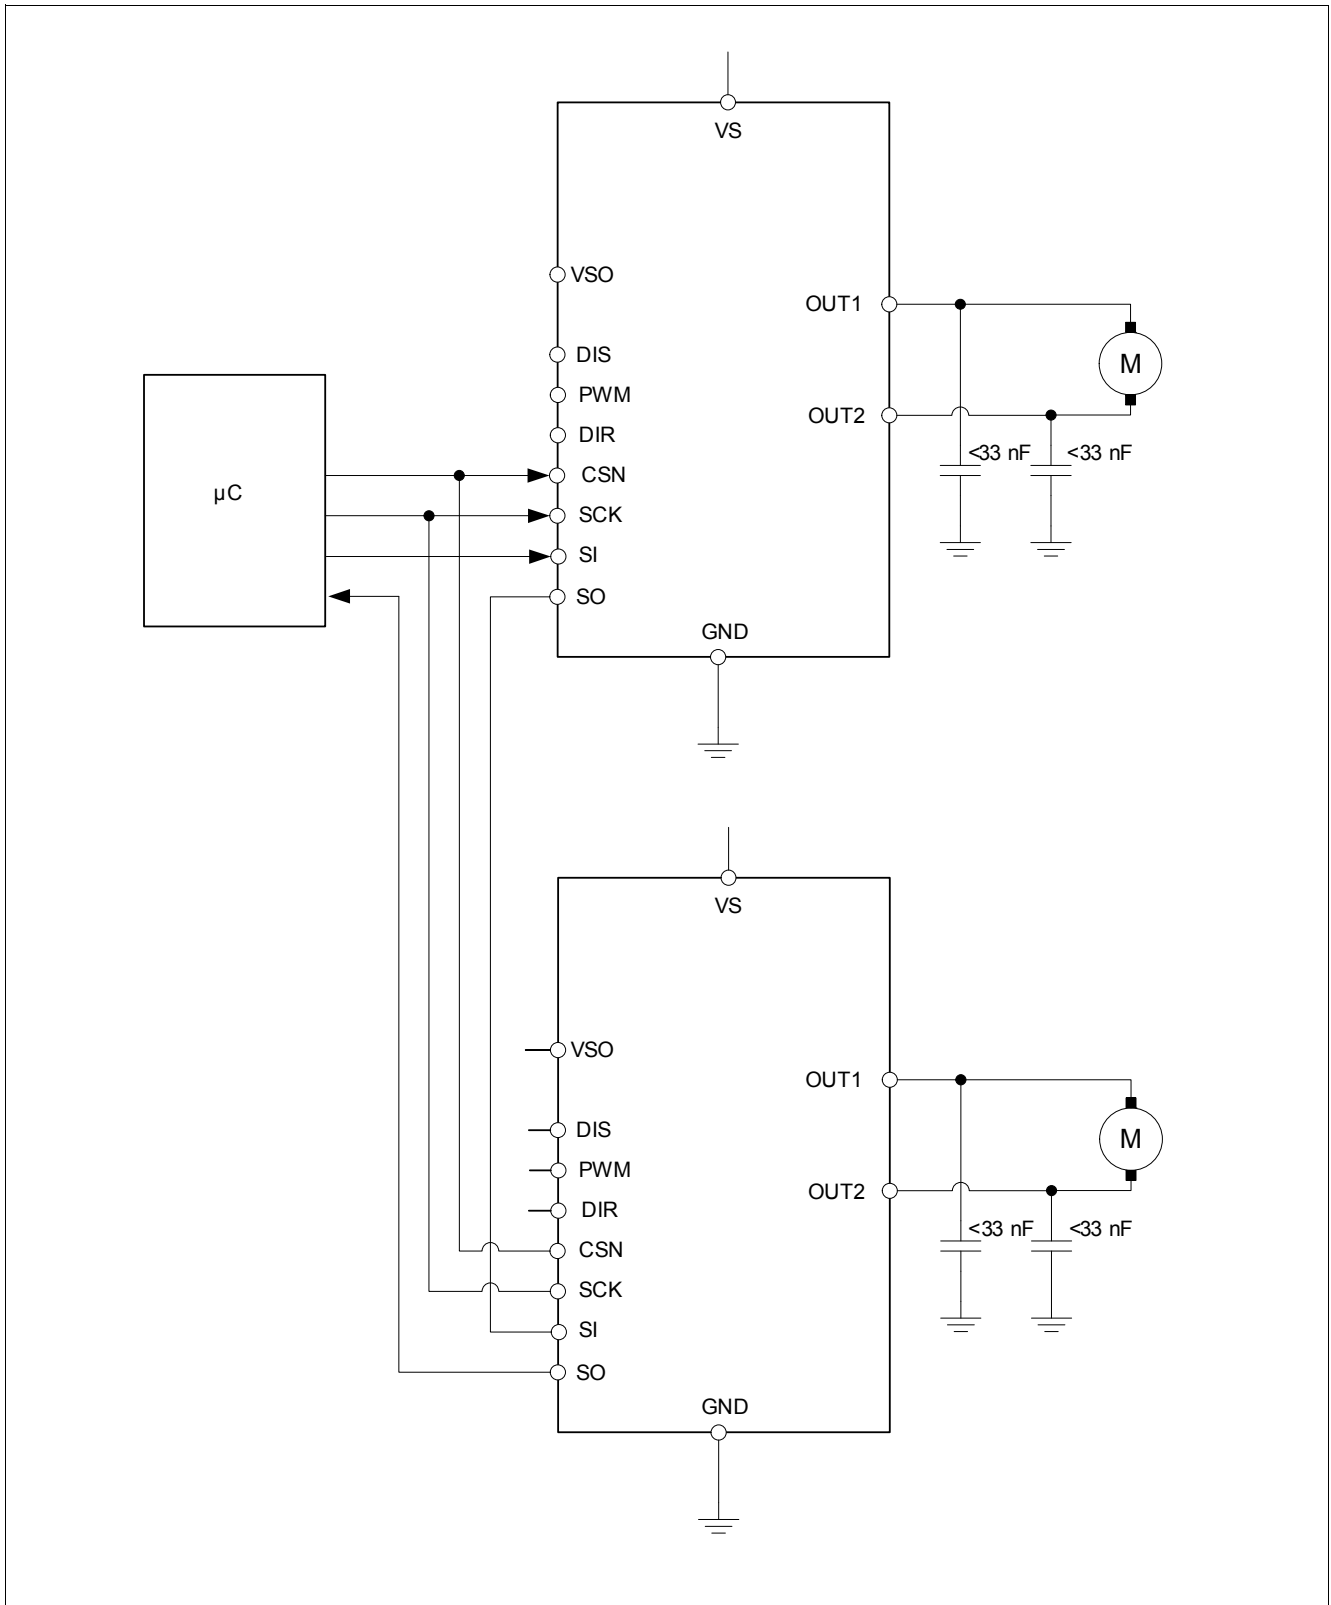 VS
VSO
OUT1
DIS
M
PWM
OUT2
DIR
<33 nF
<33 nF
CSN
µC
SCK
SI
SO
GND
VS
VSO
OUT1
DIS
M
PWM
OUT2
DIR
<33 nF
<33 nF
CSN
SCK
SI
SO
GND